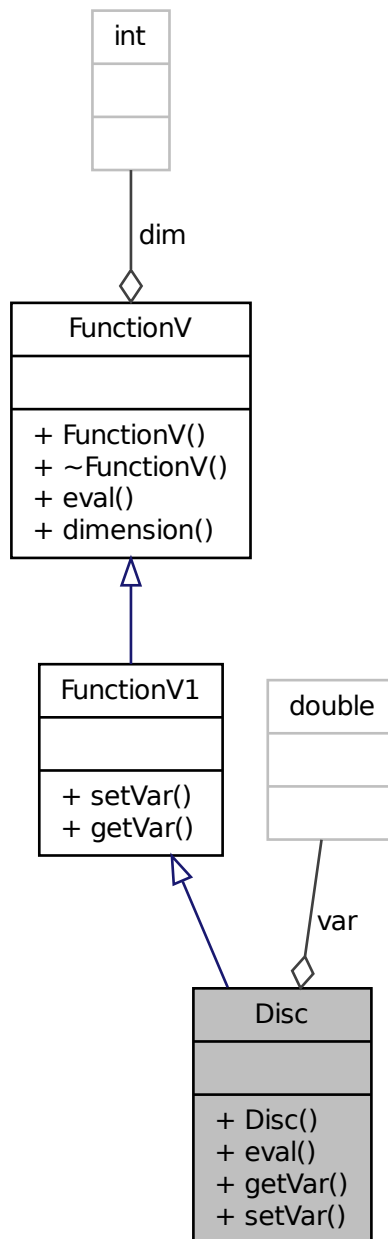 int
dim
FunctionV
+ FunctionV()
+ ~FunctionV()
+ eval()
+ dimension()
FunctionV1
+ setVar()
+ getVar()
double
var
Disc
+ Disc()
+ eval()
+ getVar()
+ setVar()